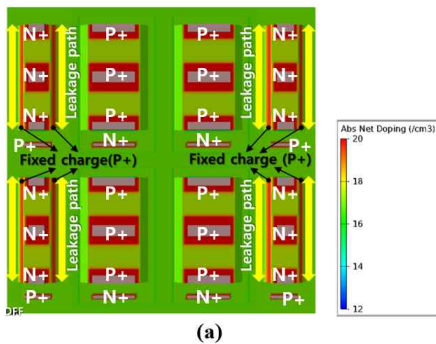 N+ P+ P+ N+
Leakage path Leakage path
N+ P+ P+ N+
N+ P+ P+ N+
P+ N+ N+ P+
Fixed charge(P+) Fixed charge (P+)
N+ P+ P+ N+
Leakage path Leakage path
N+ P+ P+ N+
N+ P+ P+ N+
P+ N+ N+ P+
DFF
Abs Net Doping (/cm3)
20
18
16
14
12
(a)